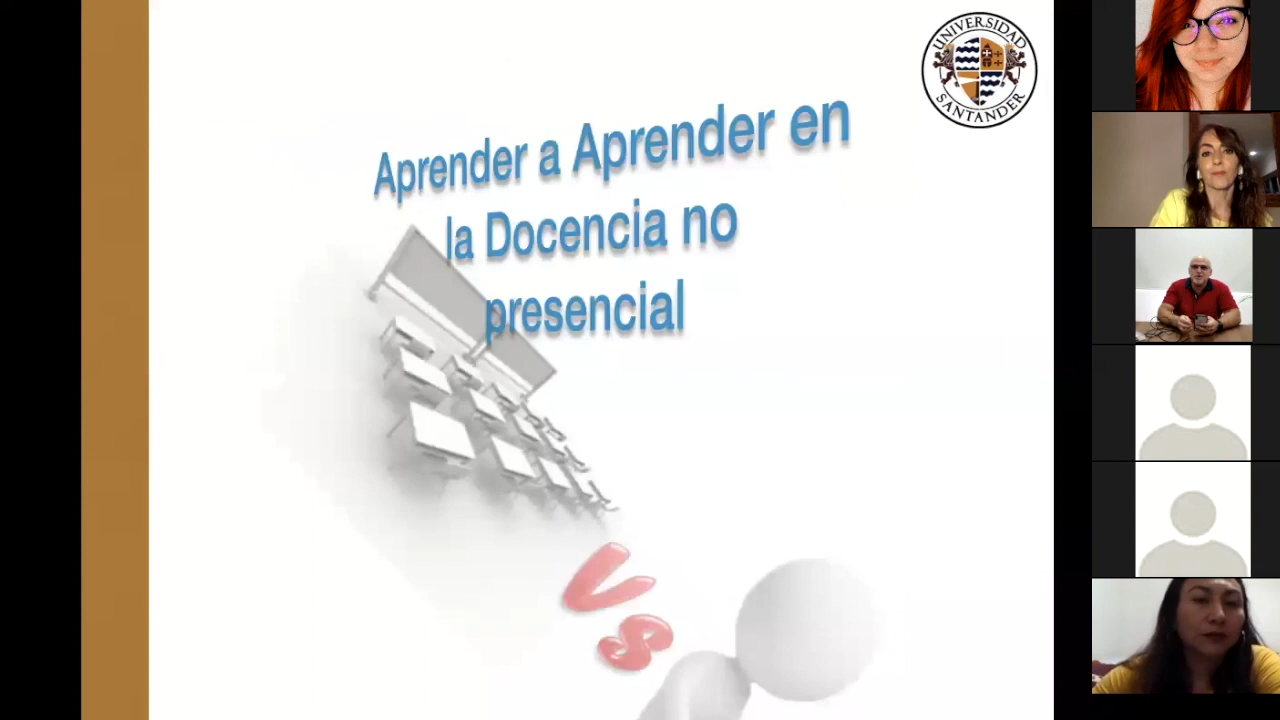 UNIVERSIDAD
SANTANDER
Aprender a Aprender en
la Docencia no
presencial
Vs